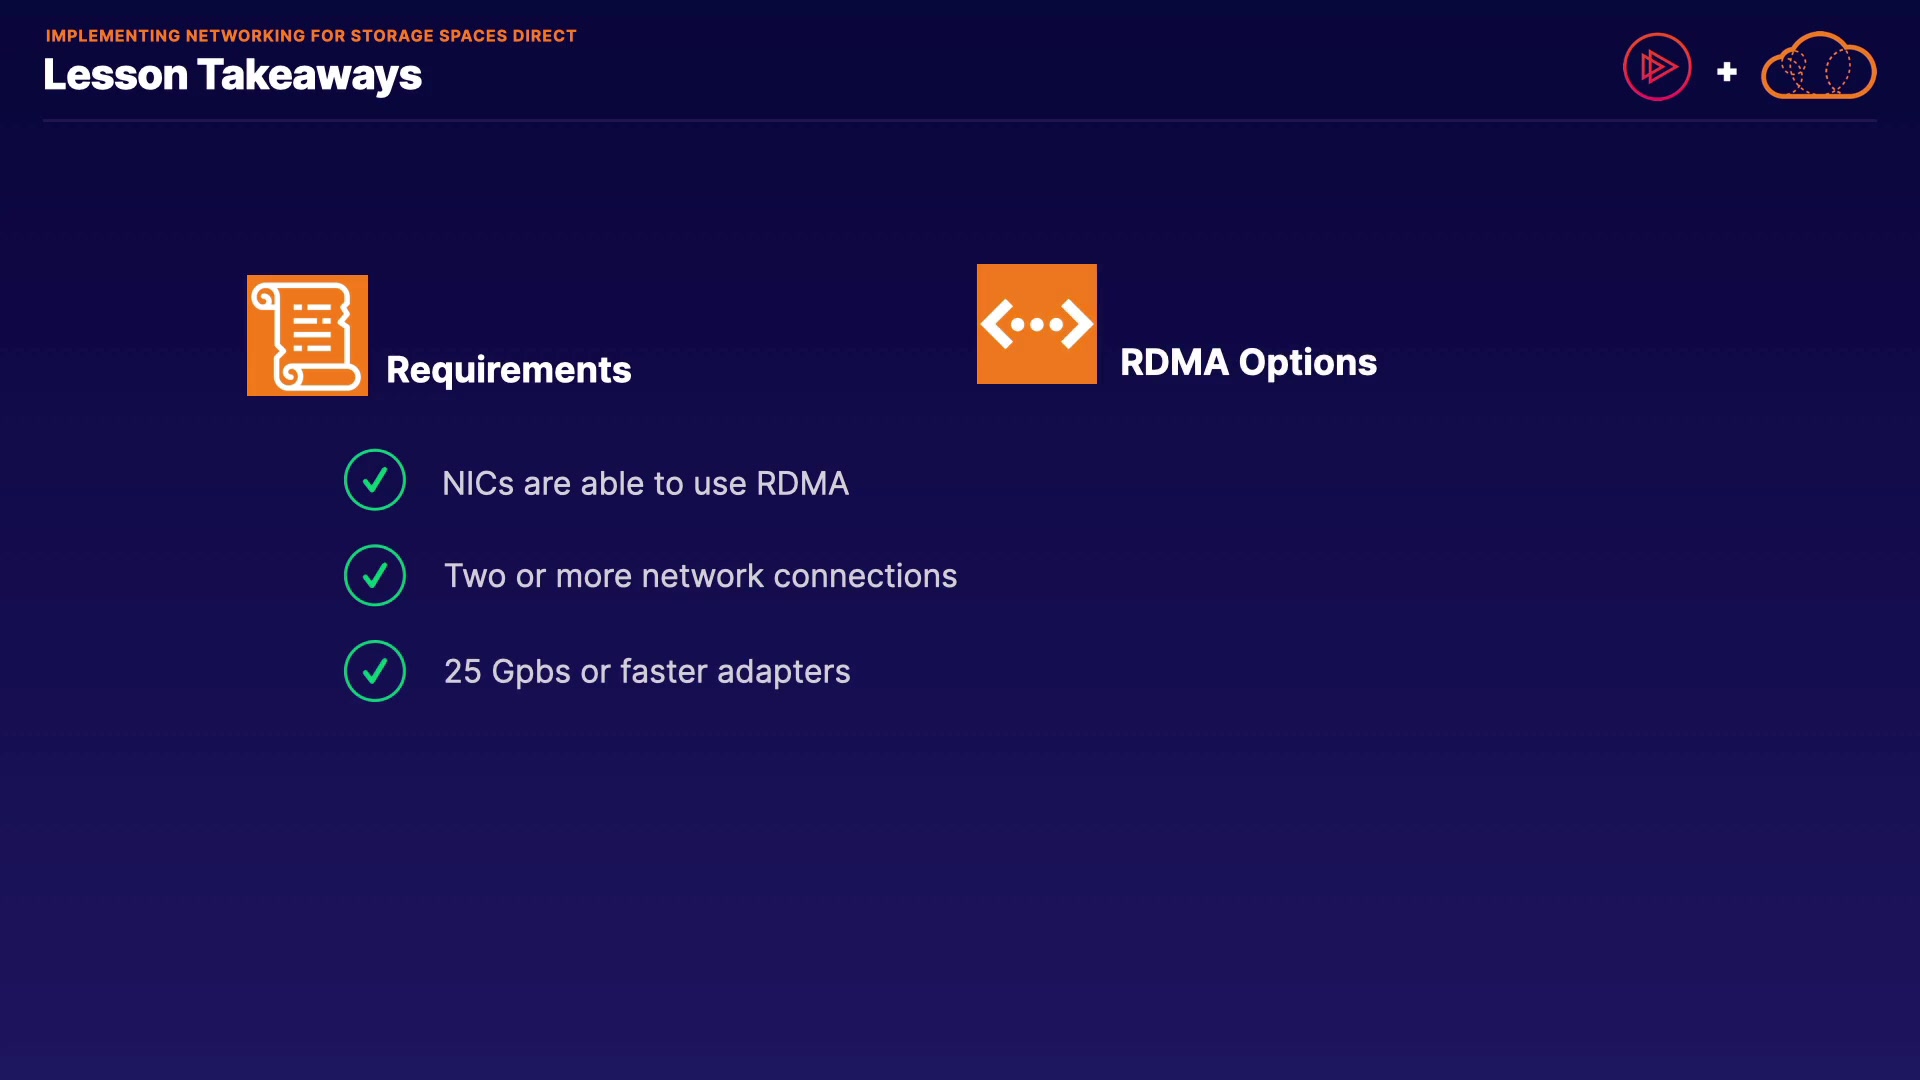 IMPLEMENTING NETWORKING FOR STORAGE SPACES DIRECT
Lesson Takeaways
Requirements
NICs are able to use RDMA
Two or more network connections
25 Gpbs or faster adapters
RDMA Options